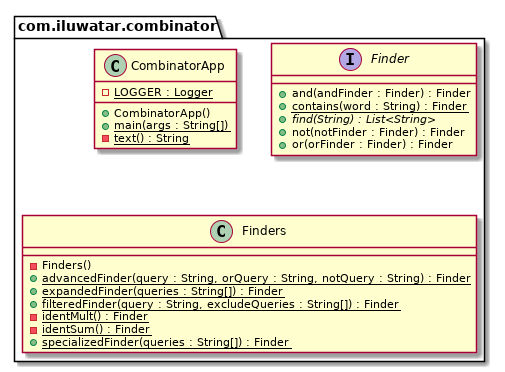 com.iluwatar.combinator
C CombinatorApp
LOGGER : Logger
CombinatorApp()
main(args : String[])
text() : String
I Finder
and(andFinder : Finder) : Finder
contains(word : String) : Finder
find(String) : List<String>
not(notFinder : Finder) : Finder
or(orFinder : Finder) : Finder
C Finders
Finders()
advancedFinder(query : String, orQuery : String, notQuery : String) : Finder
expandedFinder(queries : String[]) : Finder
filteredFinder(query : String, excludeQueries : String[]) : Finder
identMult() : Finder
identSum() : Finder
specializedFinder(queries : String[]) : Finder